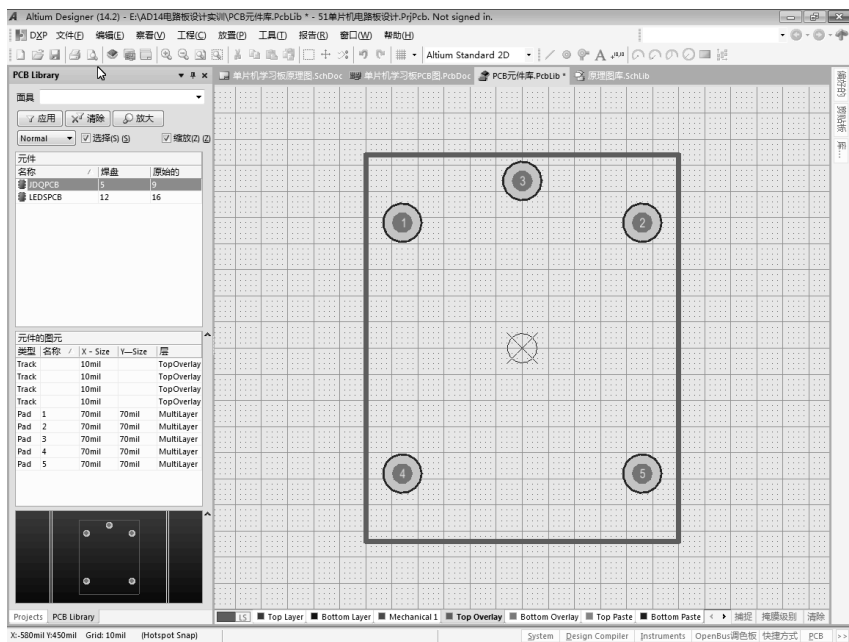 Altium Designer (14.2) - E:\AD14电路板设计实训\PCB元件库.PcbLib * - 51单片机电路板设计.PrjPcb. Not signed in.
DXP 文件(F) 编辑(E) 察看(V) 工程(C) 放置(P) 工具(T) 报告(R) 窗口(W) 帮助(H)
Altium Standard 2D
PCB Library
单片机学习板原理图.SchDoc 单片机学习板PCB图.PcbDoc PCB元件库.PcbLib * 原理图库.SchLib
面具
应用 清除 放大
Normal 选择(S) (S) 缩放(Z) (Z)
元件
名称 / 焊盘 原始的
JDQPCB 5 9
LEDSPCB 12 16
3
1 2
4 5
元件的图元
类型 名称 / X - Size Y—Size 层
Track 10mil TopOverlay
Track 10mil TopOverlay
Track 10mil TopOverlay
Track 10mil TopOverlay
Pad 1 70mil 70mil MultiLayer
Pad 2 70mil 70mil MultiLayer
Pad 3 70mil 70mil MultiLayer
Pad 4 70mil 70mil MultiLayer
Pad 5 70mil 70mil MultiLayer
Projects PCB Library
LS Top Layer Bottom Layer Mechanical 1 Top Overlay Bottom Overlay Top Paste Bottom Paste 捕捉 掩膜级别 清除
X:-580mil Y:450mil Grid: 10mil (Hotspot Snap) System Design Compiler Instruments OpenBus调色板 快捷方式 PCB >>